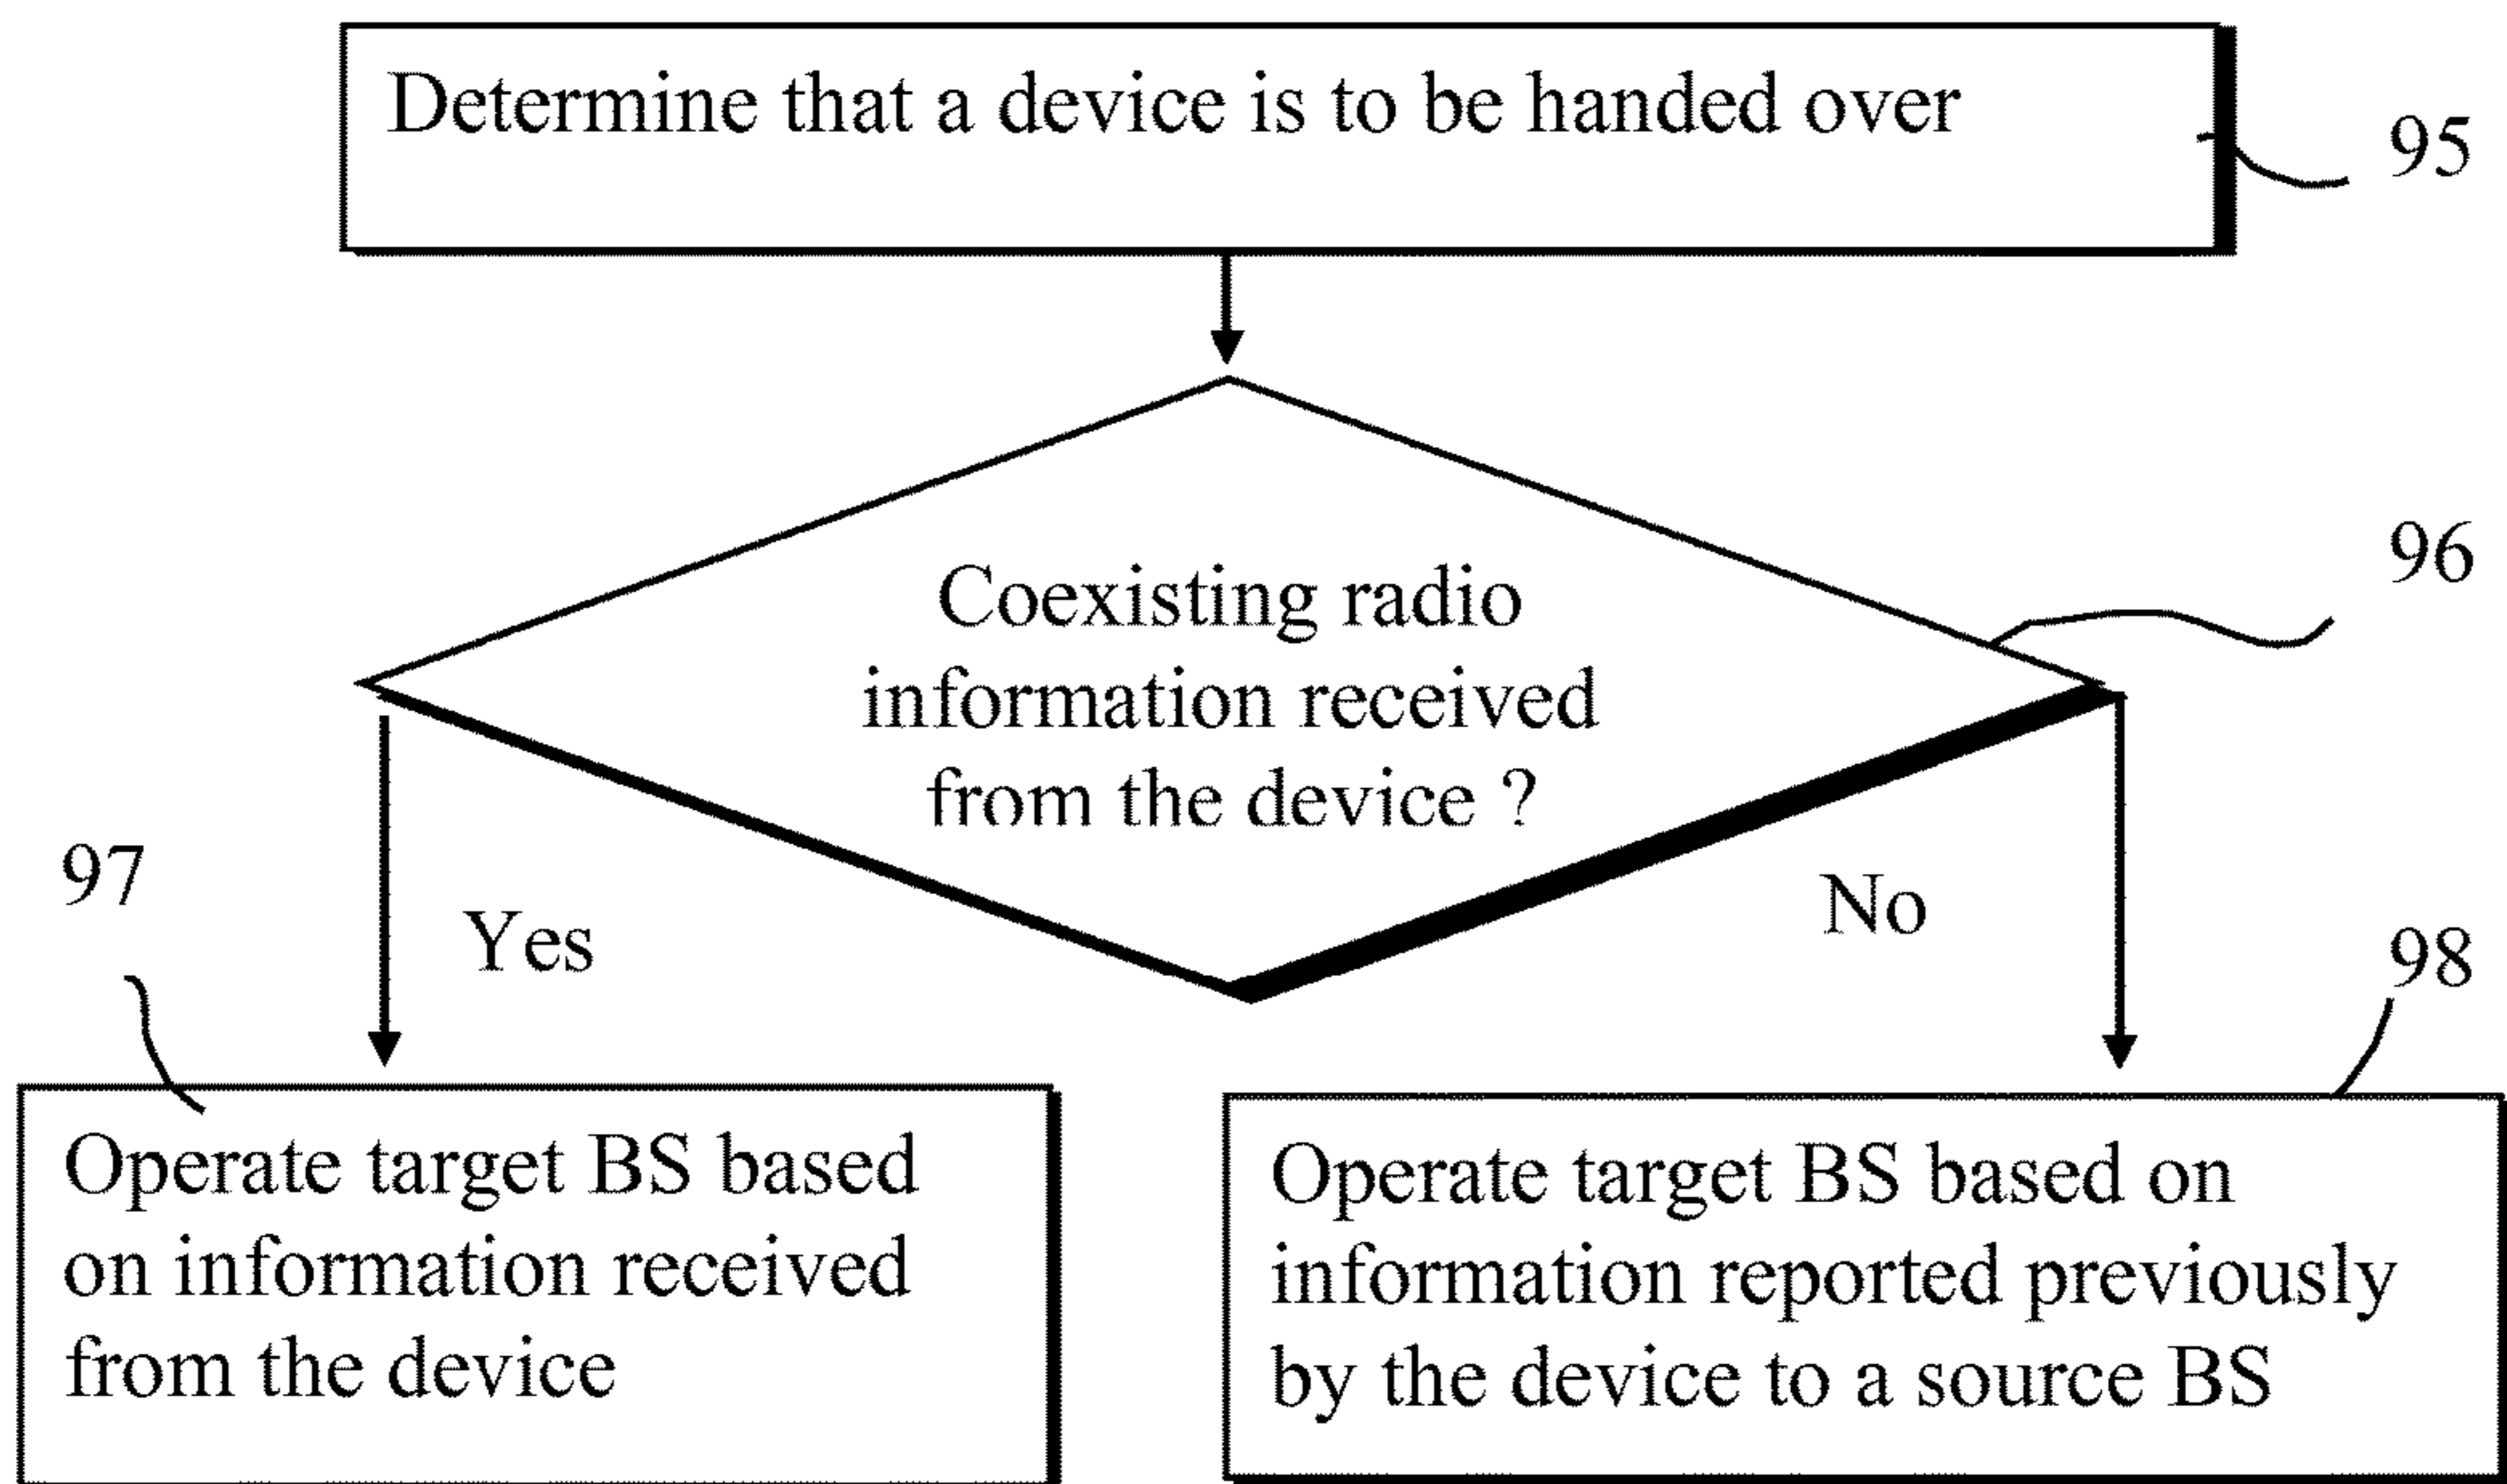 Determine that a device is to be handed over
95
Coexisting radio
information received
from the device ?
96
97
Yes
No
98
Operate target BS based
on information received
from the device
Operate target BS based on
information reported previously
by the device to a source BS